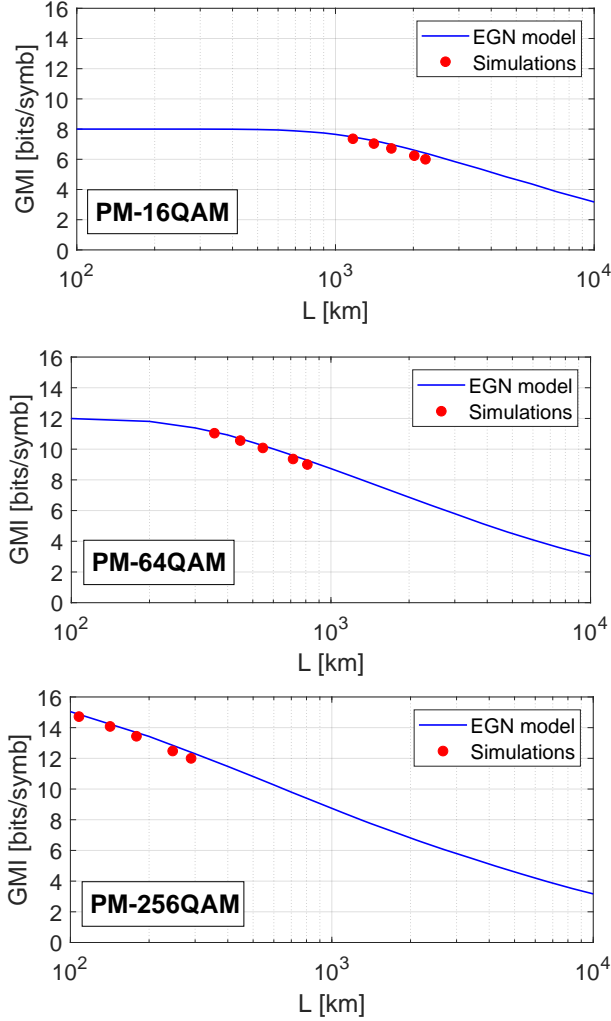 16
14
12
10
8
6
4
2
0
GMI [bits/symb]
EGN model
Simulations
PM-16QAM
10^2
10^3
10^4
L [km]
16
14
12
10
8
6
4
2
0
GMI [bits/symb]
EGN model
Simulations
PM-64QAM
10^2
10^3
10^4
L [km]
16
14
12
10
8
6
4
2
0
GMI [bits/symb]
EGN model
Simulations
PM-256QAM
10^2
10^3
10^4
L [km]